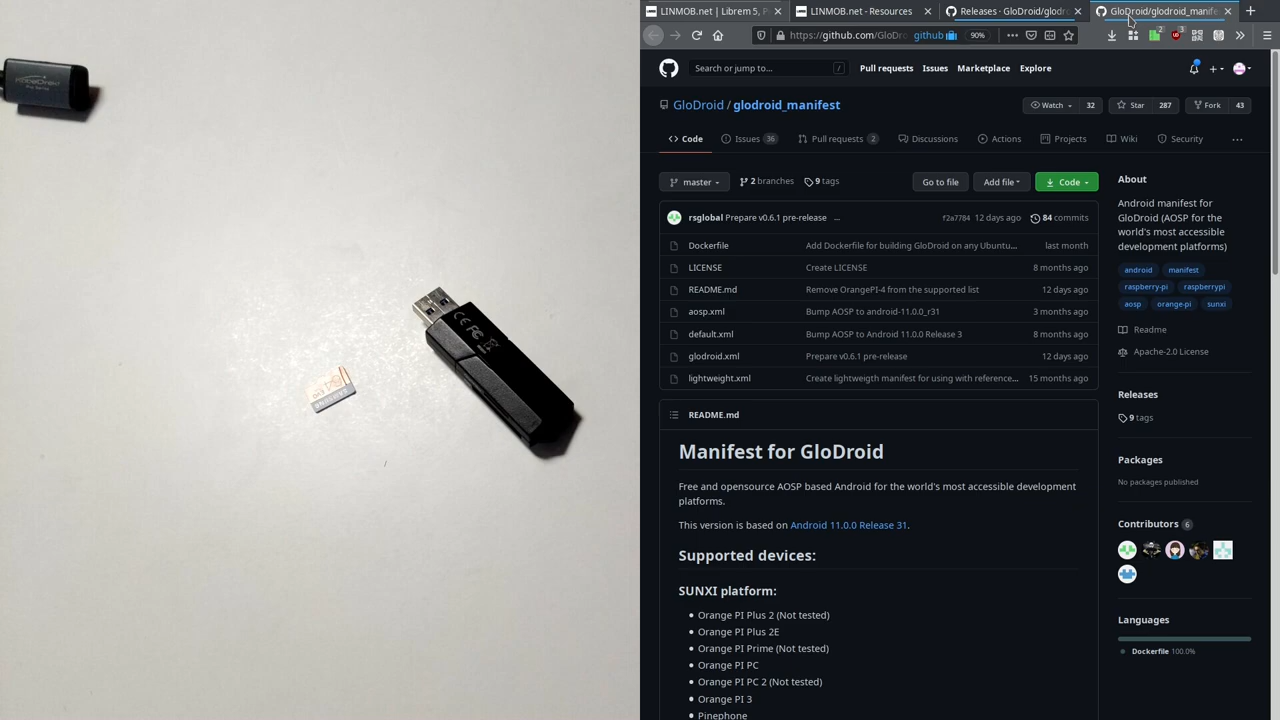 LINMOB.net | Librem 5, P
LINMOB.net - Resources
Releases · GloDroid/glodr
GloDroid/glodroid_manife
https://github.com/GloDr
github
90%
2
3
Search or jump to...
/
Pull requests
Issues
Marketplace
Explore
GloDroid / glodroid_manifest
Watch
32
Star
287
Fork
43
Code
Issues 36
Pull requests 2
Discussions
Actions
Projects
Wiki
Security
master
2 branches
9 tags
Go to file
Add file
Code
rsglobal Prepare v0.6.1 pre-release ...
f2a7784 12 days ago
84 commits
Dockerfile
Add Dockerfile for building GloDroid on any Ubuntu...
last month
LICENSE
Create LICENSE
8 months ago
README.md
Remove OrangePI-4 from the supported list
12 days ago
aosp.xml
Bump AOSP to android-11.0.0_r31
3 months ago
default.xml
Bump AOSP to Android 11.0.0 Release 3
8 months ago
glodroid.xml
Prepare v0.6.1 pre-release
12 days ago
lightweight.xml
Create lightweigth manifest for using with reference...
15 months ago
README.md
Manifest for GloDroid
Free and opensource AOSP based Android for the world's most accessible development
platforms.
This version is based on Android 11.0.0 Release 31.
Supported devices:
SUNXI platform:
Orange PI Plus 2 (Not tested)
Orange PI Plus 2E
Orange PI Prime (Not tested)
Orange PI PC
Orange PI PC 2 (Not tested)
Orange PI 3
Pinephone
About
Android manifest for
GloDroid (AOSP for the
world's most accessible
development platforms)
android
manifest
raspberry-pi
raspberrypi
aosp
orange-pi
sunxi
Readme
Apache-2.0 License
Releases
9 tags
Packages
No packages published
Contributors 6
Languages
Dockerfile 100.0%
CE FC
SAMSUNG
EVO